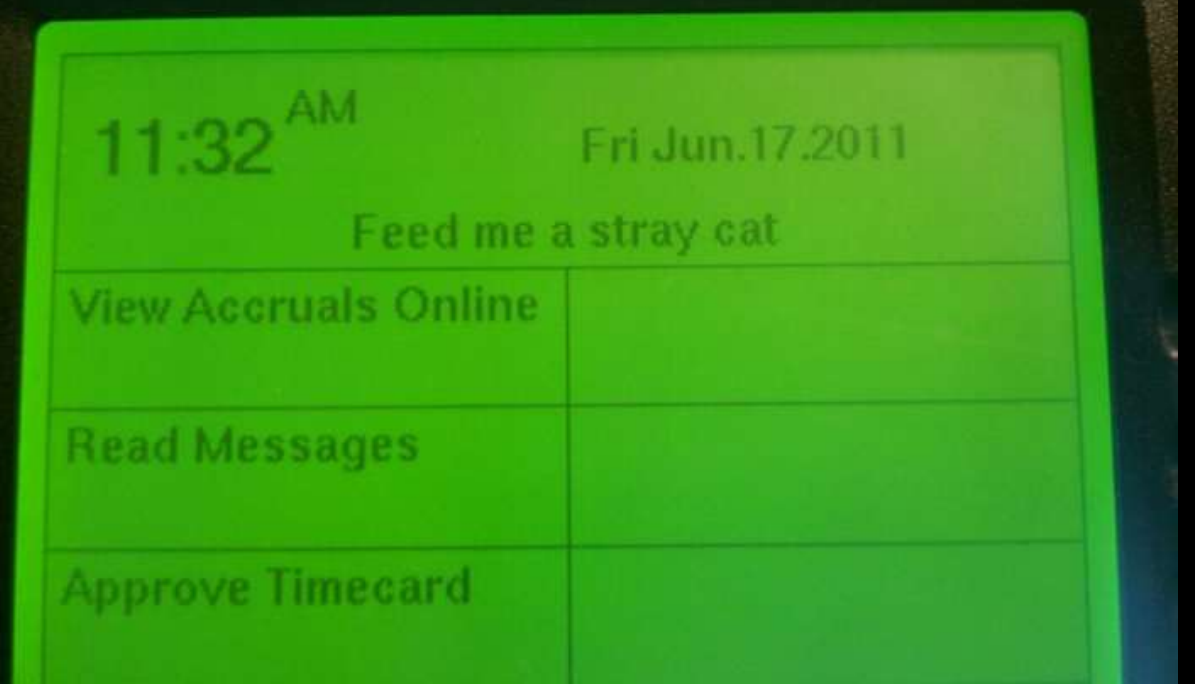 11:32 AM
Fri Jun.17.2011
Feed me a stray cat
View Accruals Online
Read Messages
Approve Timecard